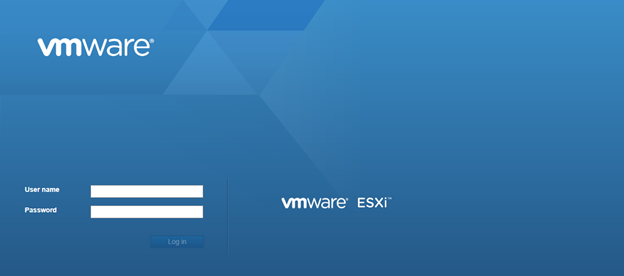 vmware®
User name
Password
Log in
vmware® ESXi™